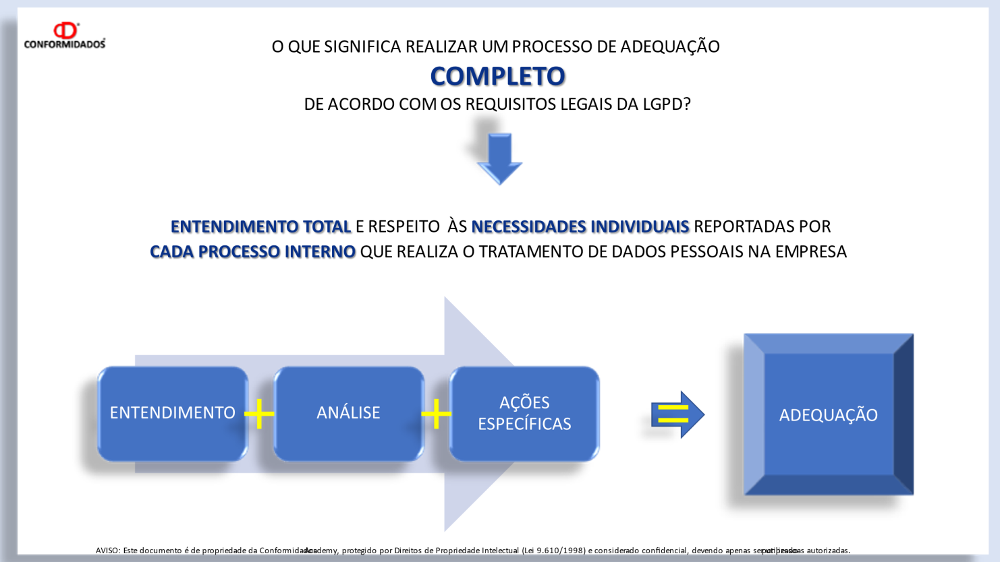 CONFORMIDADOS
O QUE SIGNIFICA REALIZAR UM PROCESSO DE ADEQUAÇÃO
COMPLETO
DE ACORDO COM OS REQUISITOS LEGAIS DA LGPD?
ENTENDIMENTO TOTAL E RESPEITO ÀS NECESSIDADES INDIVIDUAIS REPORTADAS POR
CADA PROCESSO INTERNO QUE REALIZA O TRATAMENTO DE DADOS PESSOAIS NA EMPRESA
ENTENDIMENTO + ANÁLISE + AÇÕES
ESPECÍFICAS = ADEQUAÇÃO
AVISO: Este documento é de propriedade da Conformidados Academy, protegido por Direitos de Propriedade Intelectual (Lei 9.610/1998) e considerado confidencial, devendo apenas ser utilizado por pessoas autorizadas.